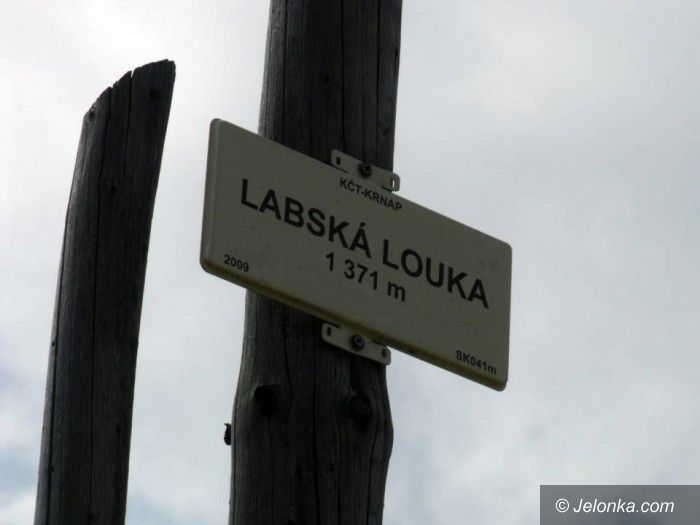 KČT-KRNAP
LABSKÁ LOUKA
1 371 m
2009
SK041m
© Jelonka.com